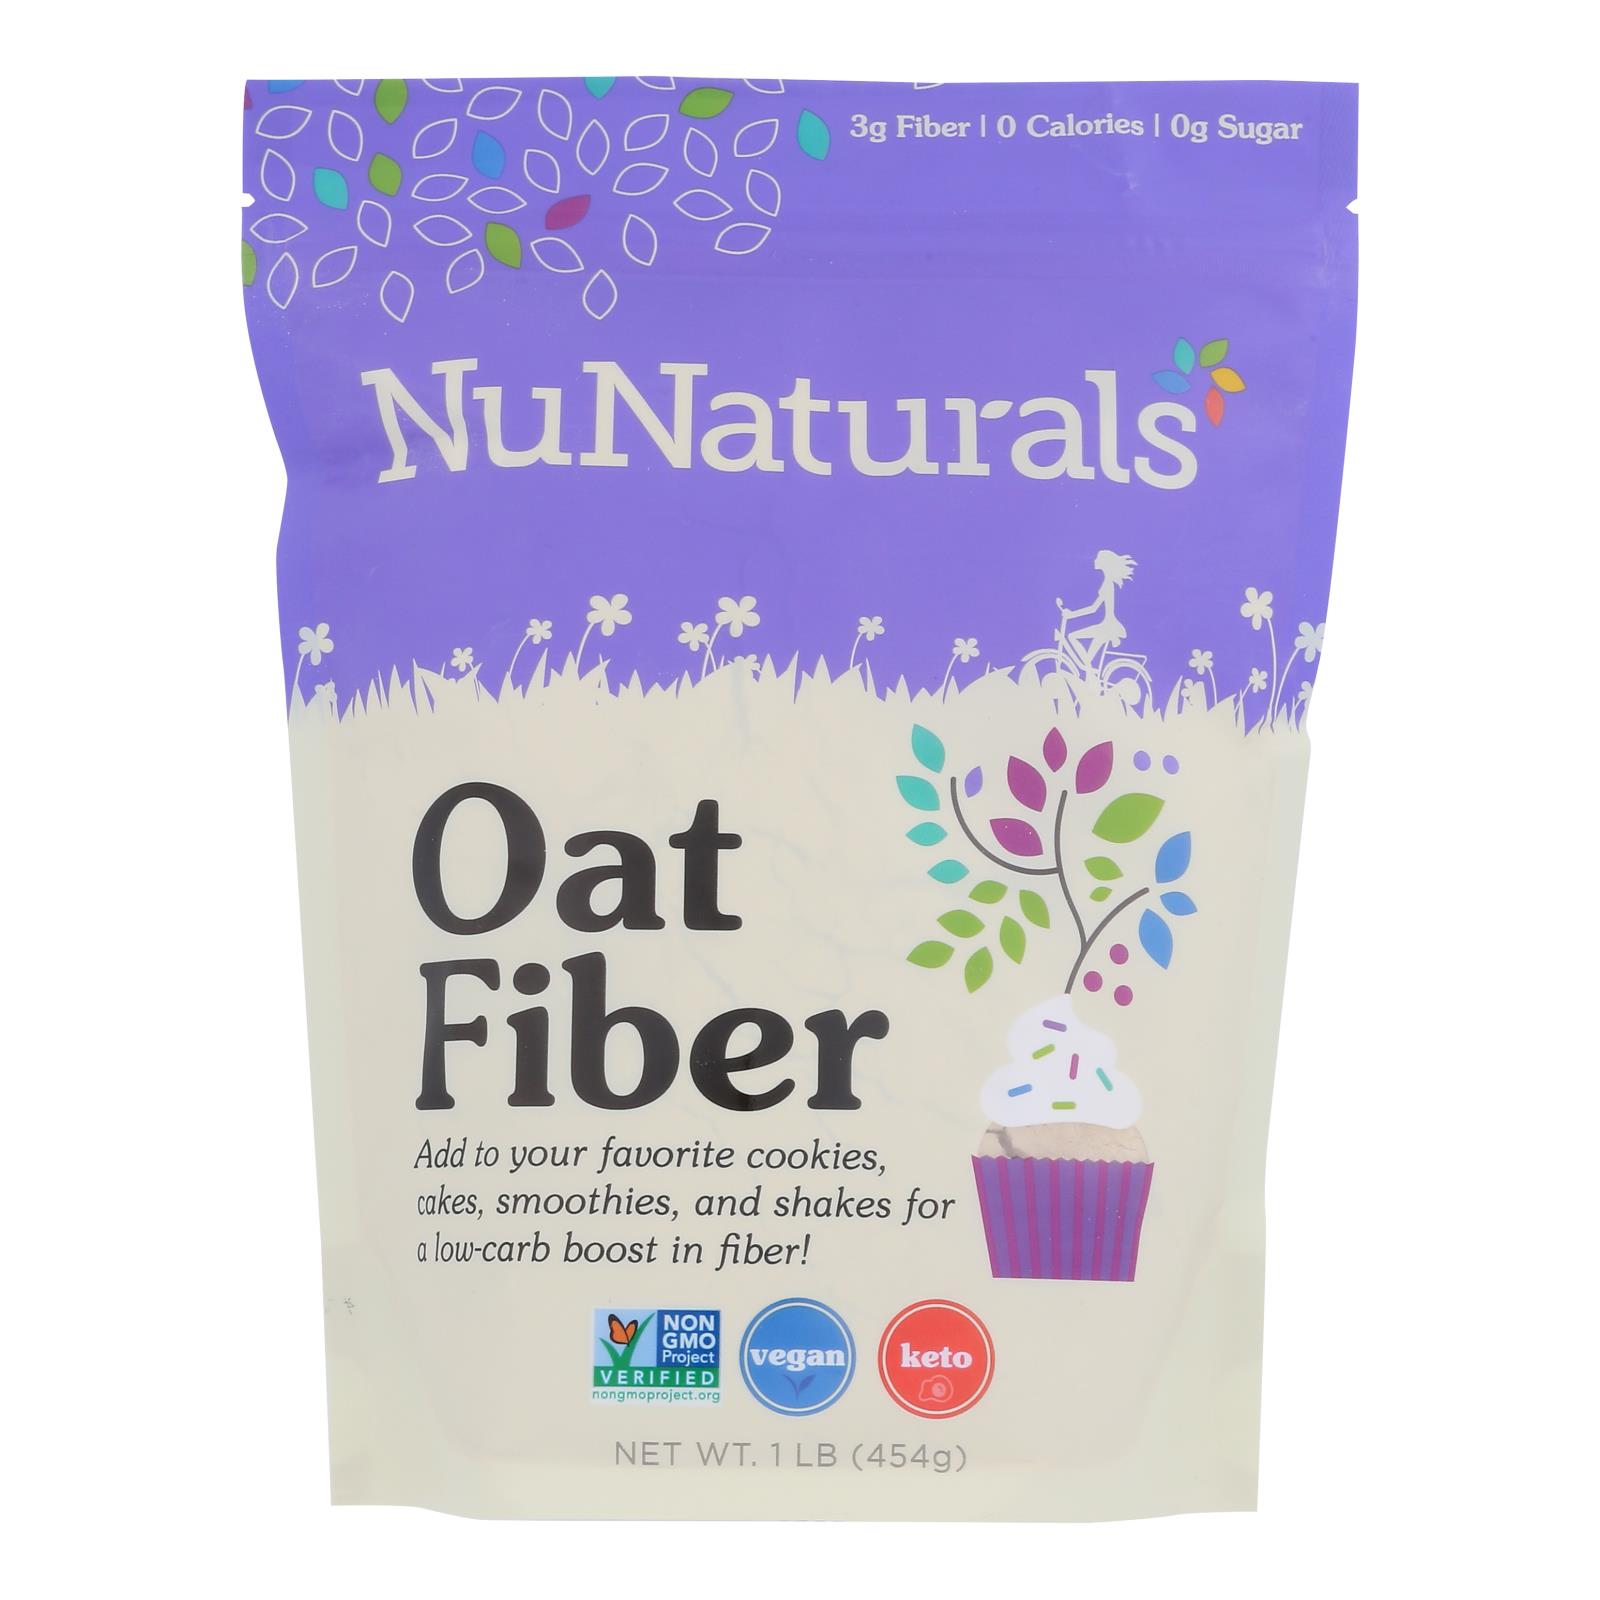 3g Fiber | 0 Calories | 0g Sugar
NuNaturals
Oat
Fiber
Add to your favorite cookies,
cakes, smoothies, and shakes for
a low-carb boost in fiber!
NON
GMO
Project
VERIFIED
nongmoproject.org
vegan
keto
NET WT. 1 LB (454g)